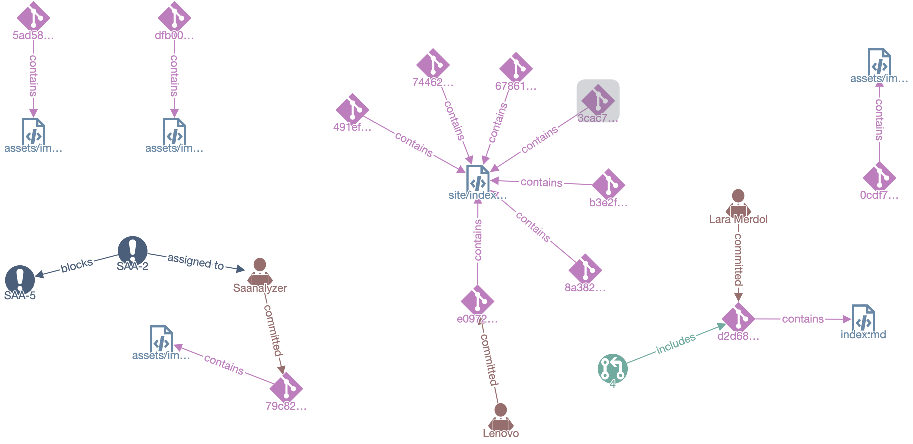 5ad58...
contains
assets/im...
dfb00...
contains
assets/im...
74462...
67861...
3cac7...
491ef...
contains
contains
contains
contains
site/index...
contains
b3e2f...
contains
8a382...
contains
e0972...
committed
Lenovo
assets/im...
contains
0cdf7...
Lara Merdol
committed
d2d68...
contains
index.md
includes
4
SAA-2
blocks
SAA-5
assigned to
Saanalyzer
committed
assets/im...
contains
79c82...